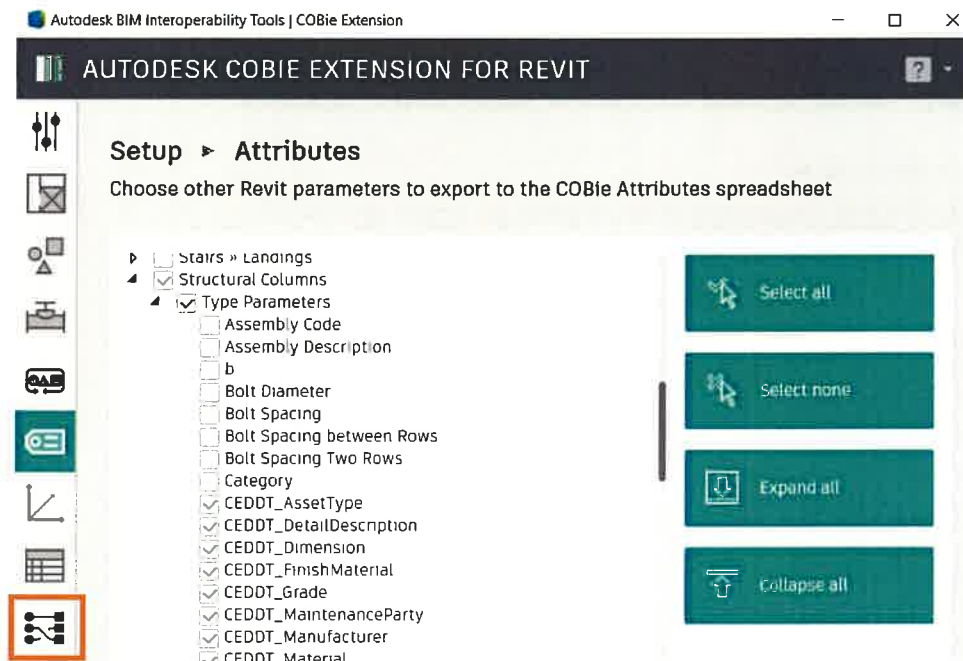 Autodesk BIM Interoperability Tools | COBie Extension
AUTODESK COBIE EXTENSION FOR REVIT
?
Setup ► Attributes
Choose other Revit parameters to export to the COBie Attributes spreadsheet
Stairs » Landings
Structural Columns
Type Parameters
Assembly Code
Assembly Description
b
Bolt Diameter
Bolt Spacing
Bolt Spacing between Rows
Bolt Spacing Two Rows
Category
CEDDT_AssetType
CEDDT_DetailDescription
CEDDT_Dimension
CEDDT_FinishMaterial
CEDDT_Grade
CEDDT_MaintenanceParty
CEDDT_Manufacturer
CEDDT_Material
Select all
Select none
Expand all
Collapse all